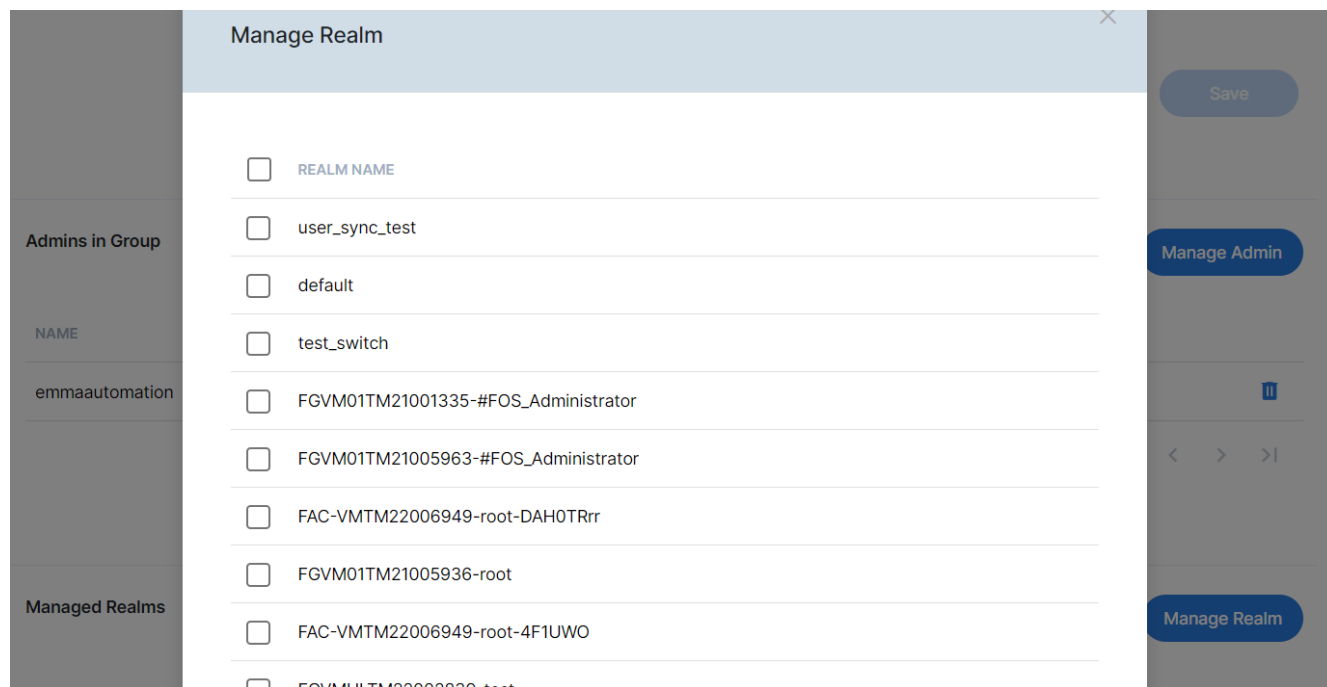 Manage Realm
Save
REALM NAME
user_sync_test
Admins in Group
Manage Admin
default
NAME
test_switch
emmaautomation
FGVM01TM21001335-#FOS_Administrator
FGVM01TM21005963-#FOS_Administrator
FAC-VMTM22006949-root-DAH0TRrr
FGVM01TM21005936-root
Managed Realms
Manage Realm
FAC-VMTM22006949-root-4F1UWO